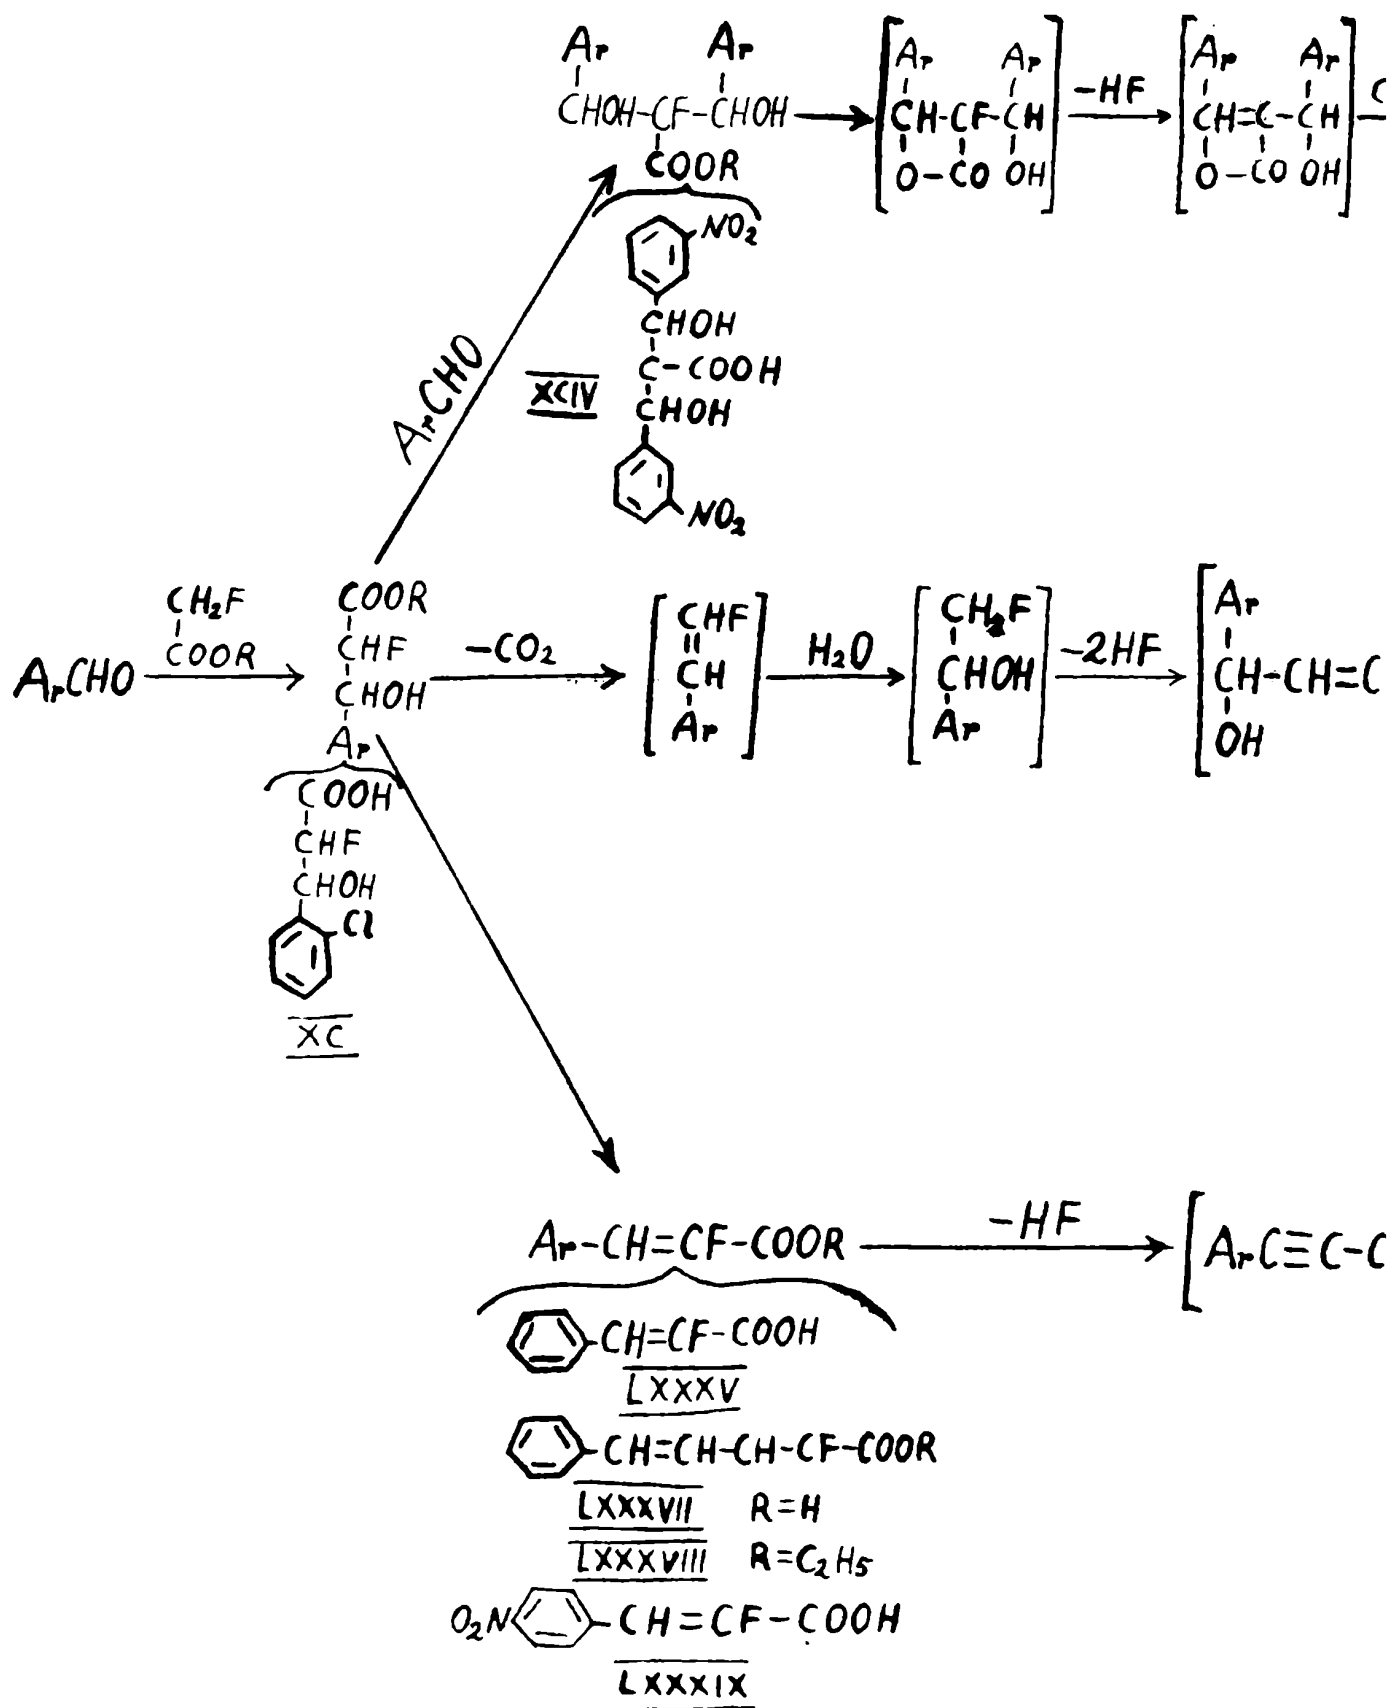 Ar Ar
CHOH-CF-CHOH
COOR
Ar Ar
CH-CF-CH
O-CO OH
-HF
Ar Ar
CH=C-CH
O-CO OH
C
NO₂
CHOH
C-COOH
CHOH
NO₂
XCIV
ArCHO
ArCHO
CH₂F
COOR
COOR
CHF
CHOH
Ar
-CO₂
CHF
CH
Ar
H₂O
CH₂F
CHOH
Ar
-2HF
Ar
CH-CH=C
OH
COOH
CHF
CHOH
Cl
XC
Ar-CH=CF-COOR
-HF
ArC≡C-C
CH=CF-COOH
LXXXV
CH=CH-CH-CF-COOR
LXXXVII R=H
LXXXVIII R=C₂H₅
O₂N CH=CF-COOH
LXXXIX